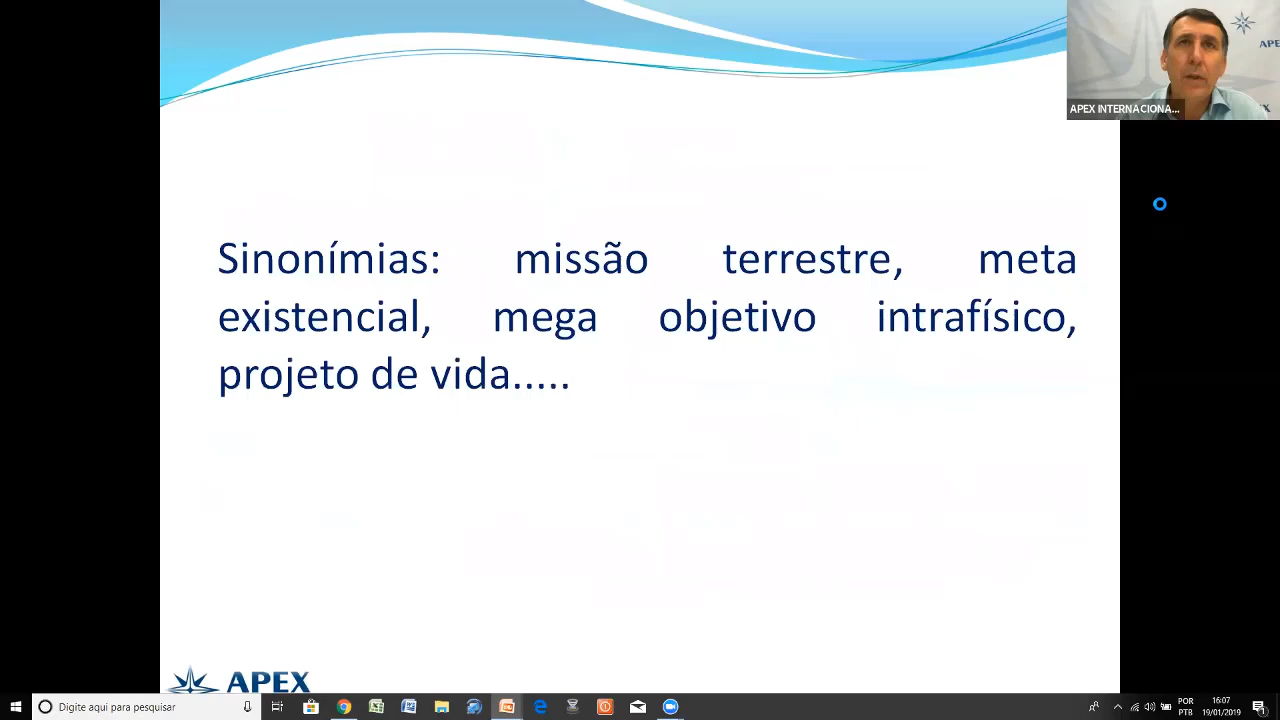 APE
APEX INTERNACIONA...
Sinonímias: missão terrestre, meta
existencial, mega objetivo intrafísico,
projeto de vida.....
APEX
Digite aqui para pesquisar
POR
PTB
16:07
19/01/2019